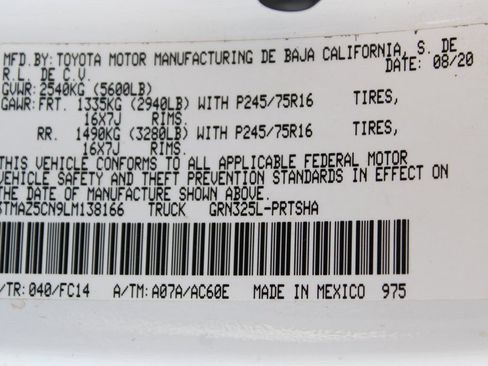 MFD.BY:TOYOTA MOTOR MANUFACTURING DE BAJA CALIFORNIA, S. DE
R.L. DE C.V. DATE: 08/20
GVWR:2540KG (5600LB)
GAWR:FRT. 1335KG (2940LB) WITH P245/75R16 TIRES,
16X7J RIMS.
RR. 1490KG (3280LB) WITH P245/75R16 TIRES,
16X7J RIMS.
THIS VEHICLE CONFORMS TO ALL APPLICABLE FEDERAL MOTOR
VEHICLE SAFETY AND THEFT PREVENTION STANDARDS IN EFFECT ON
THE DATE OF MANUFACTURE SHOWN ABOVE.
3TMAZ5CN9LM138166 TRUCK GRN325L-PRTSHA
/TR:040/FC14 A/TM:A07A/AC60E MADE IN MEXICO 975